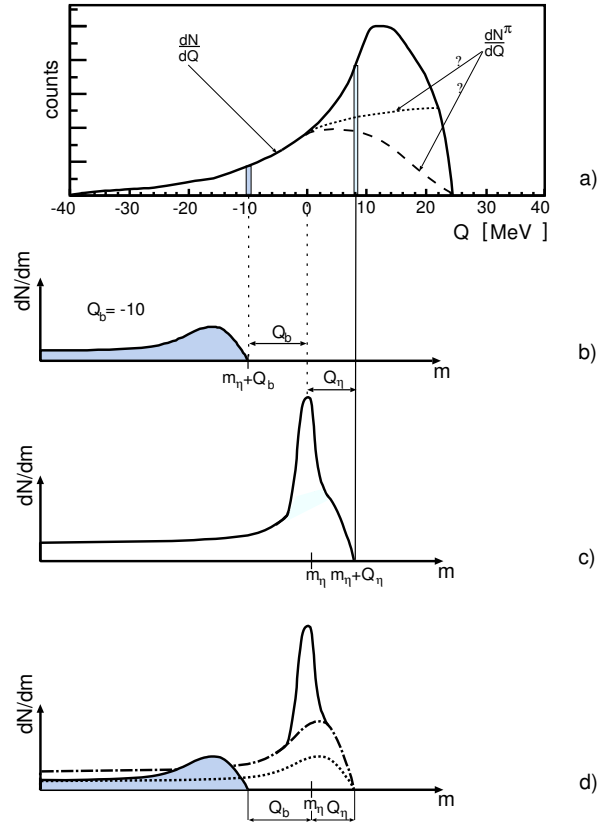 counts
dN
dQ
dN^π
dQ
?
?
-40 -30 -20 -10 0 10 20 30 40
Q [MeV]
a)
dN/dm
Q_b = -10
Q_b
m_η+Q_b
m
b)
Q_η
dN/dm
m_η m_η+Q_η
m
c)
dN/dm
Q_b m_η Q_η
d)